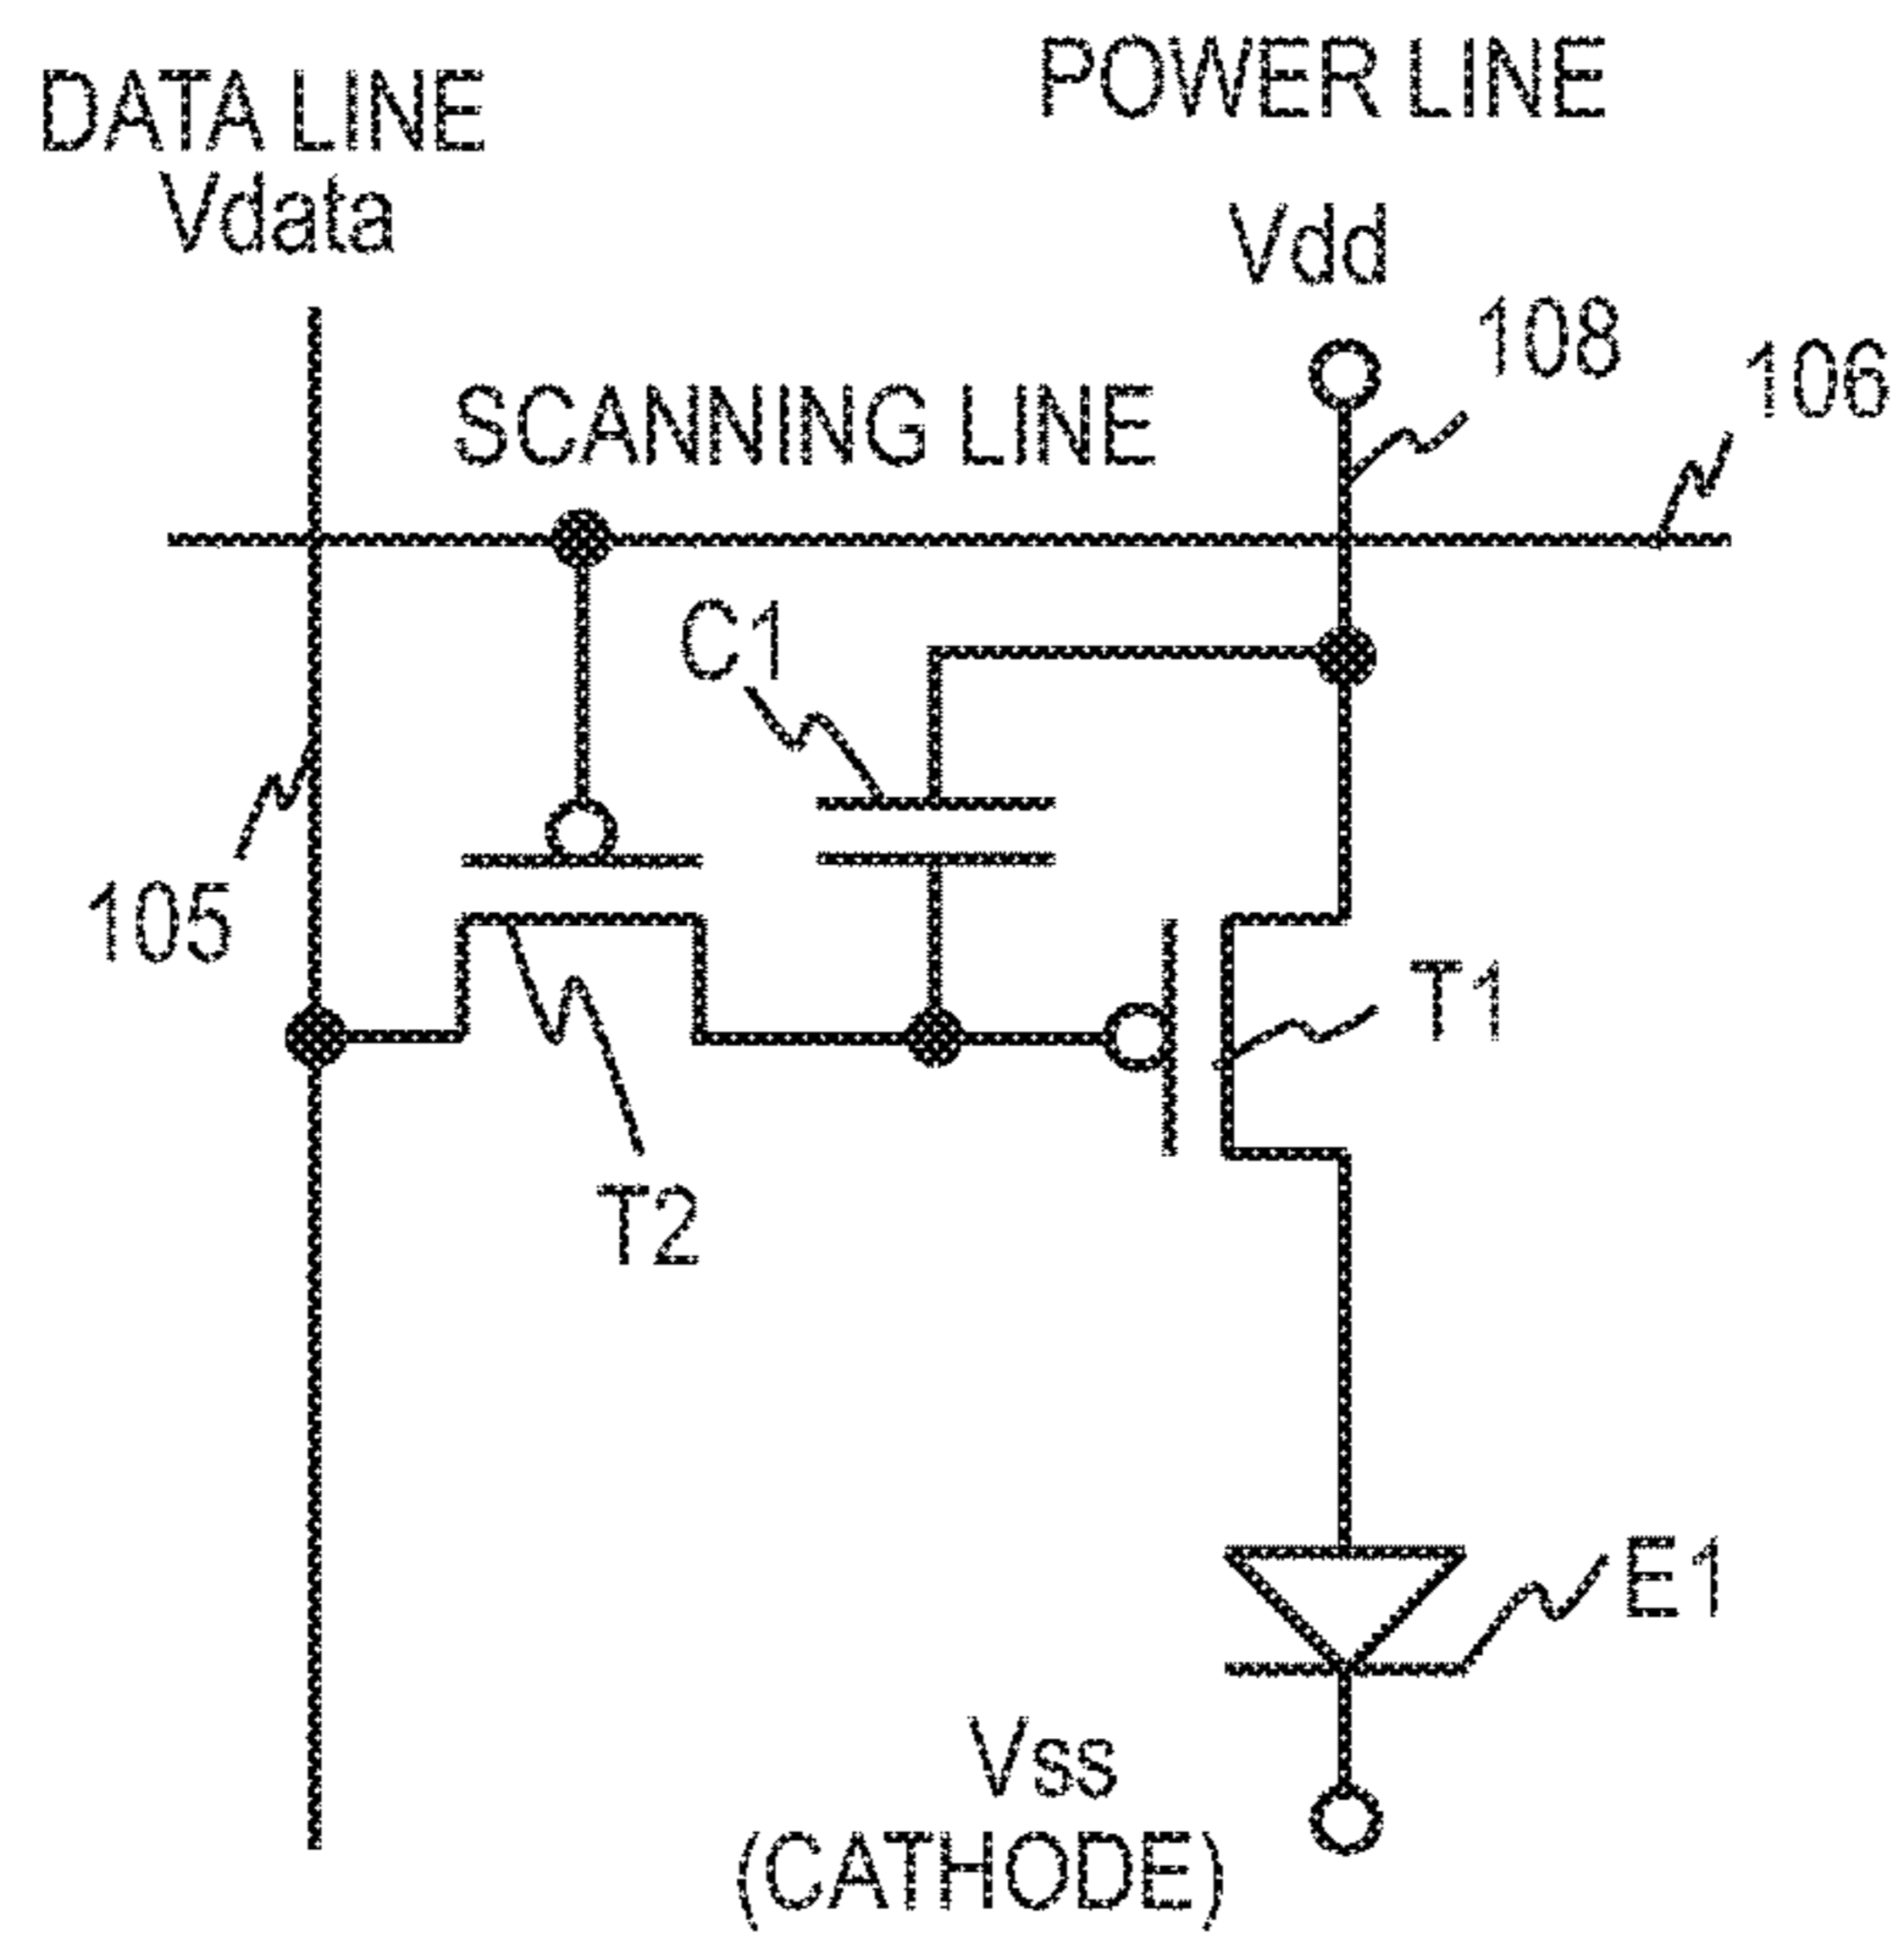 POWER LINE
DATA LINE
Vdata
Vdd
108
106
SCANNING LINE
C1
105
T1
T2
E1
Vss
(CATHODE)